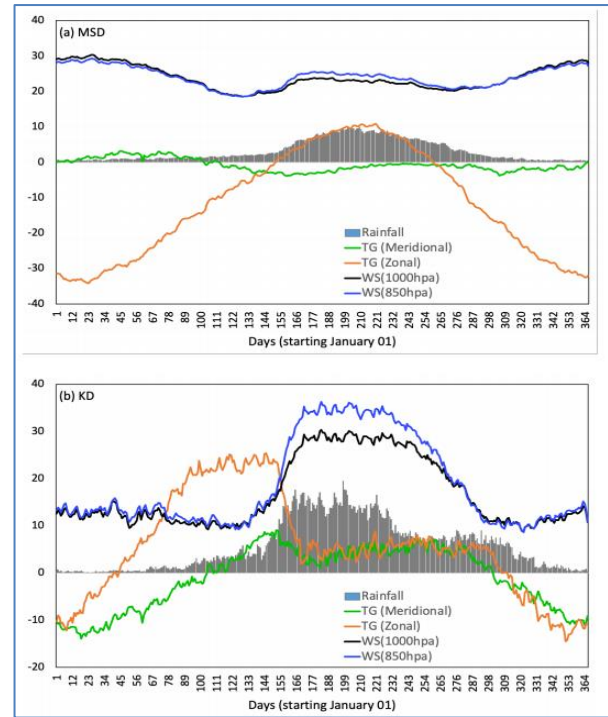 (a) MSD
40
30
20
10
0
-10
-20
-30
-40
Rainfall
TG (Meridional)
TG (Zonal)
WS(1000hpa)
WS(850hpa)
1 12 23 34 45 56 67 78 89 100 111 122 133 144 155 166 177 188 199 210 221 232 243 254 265 276 287 298 309 320 331 342 353 364
Days (starting January 01)
(b) KD
40
30
20
10
0
-10
-20
Rainfall
TG (Meridional)
TG (Zonal)
WS(1000hpa)
WS(850hpa)
1 12 23 34 45 56 67 78 89 100 111 122 133 144 155 166 177 188 199 210 221 232 243 254 265 276 287 298 309 320 331 342 353 364
Days (starting January 01)